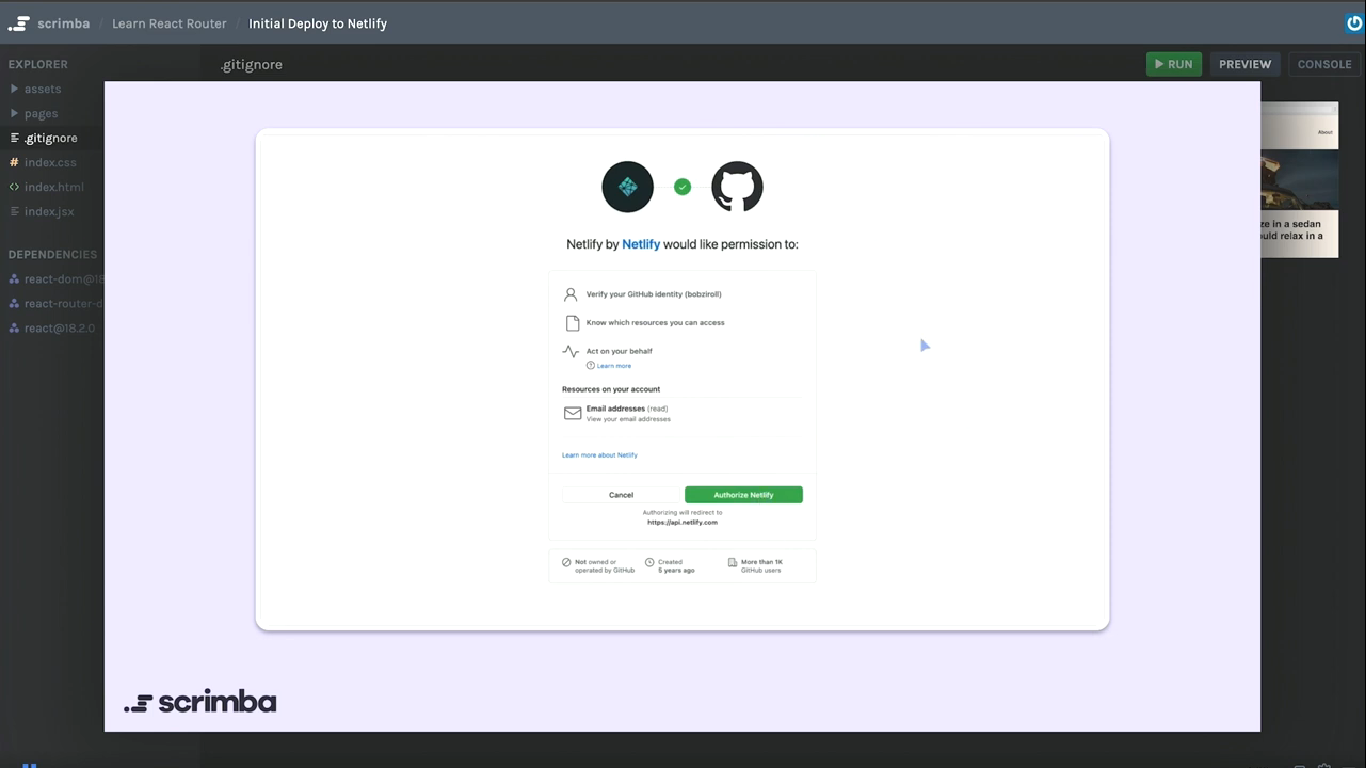 scrimba / Learn React Router / Initial Deploy to Netlify
EXPLORER
.gitignore
RUN
PREVIEW
CONSOLE
assets
pages
.gitignore
index.css
index.html
index.jsx
DEPENDENCIES
react-dom@18
react-router-d
react@18.2.0
About
ze in a sedan
uld relax in a
Netlify by Netlify would like permission to:
Verify your GitHub identity (bobziroll)
Know which resources you can access
Act on your behalf
Learn more
Resources on your account
Email addresses (read)
View your email addresses
Learn more about Netlify
Cancel
Authorize Netlify
Authorizing will redirect to
https://api.netlify.com
Not owned or
operated by GitHub
Created
5 years ago
More than 1K
GitHub users
scrimba